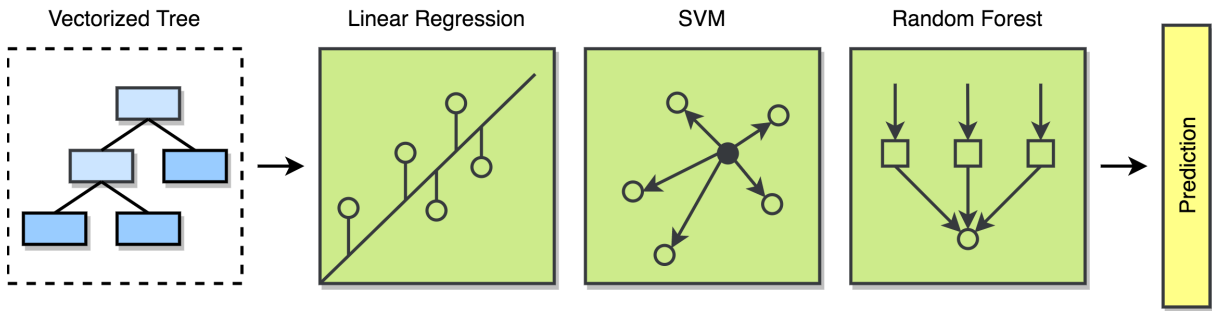 Vectorized Tree
Linear Regression
SVM
Random Forest
Prediction